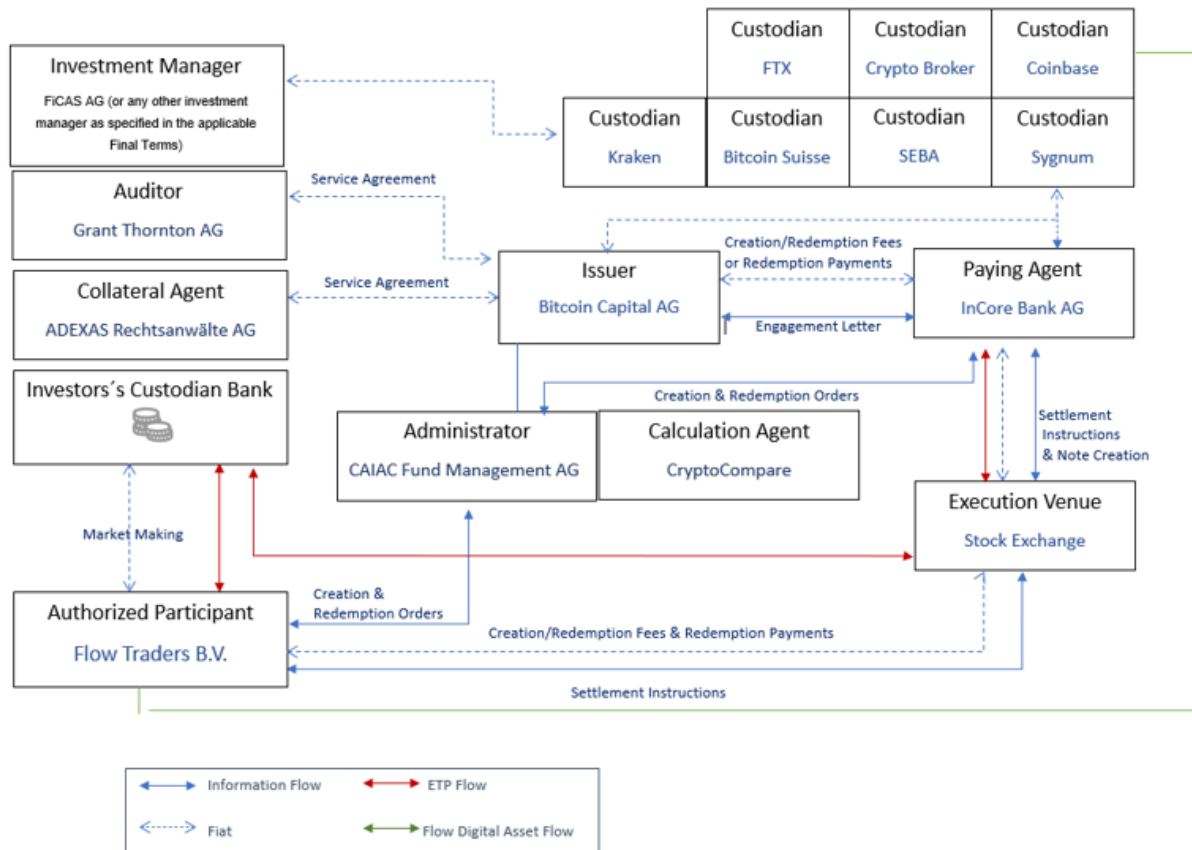 Custodian
FTX
Custodian
Crypto Broker
Custodian
Coinbase
Investment Manager
FiCAS AG (or any other investment
manager as specified in the applicable
Final Terms)
Custodian
Kraken
Custodian
Bitcoin Suisse
Custodian
SEBA
Custodian
Sygnum
Auditor
Grant Thornton AG
Service Agreement
Collateral Agent
ADEXAS Rechtsanwälte AG
Service Agreement
Issuer
Bitcoin Capital AG
Creation/Redemption Fees
or Redemption Payments
Engagement Letter
Paying Agent
InCore Bank AG
Investors´s Custodian Bank
Creation & Redemption Orders
Administrator
CAIAC Fund Management AG
Calculation Agent
CryptoCompare
Settlement
Instructions
& Note Creation
Execution Venue
Stock Exchange
Market Making
Authorized Participant
Flow Traders B.V.
Creation &
Redemption Orders
Creation/Redemption Fees & Redemption Payments
Settlement Instructions
Information Flow
ETP Flow
Fiat
Flow Digital Asset Flow